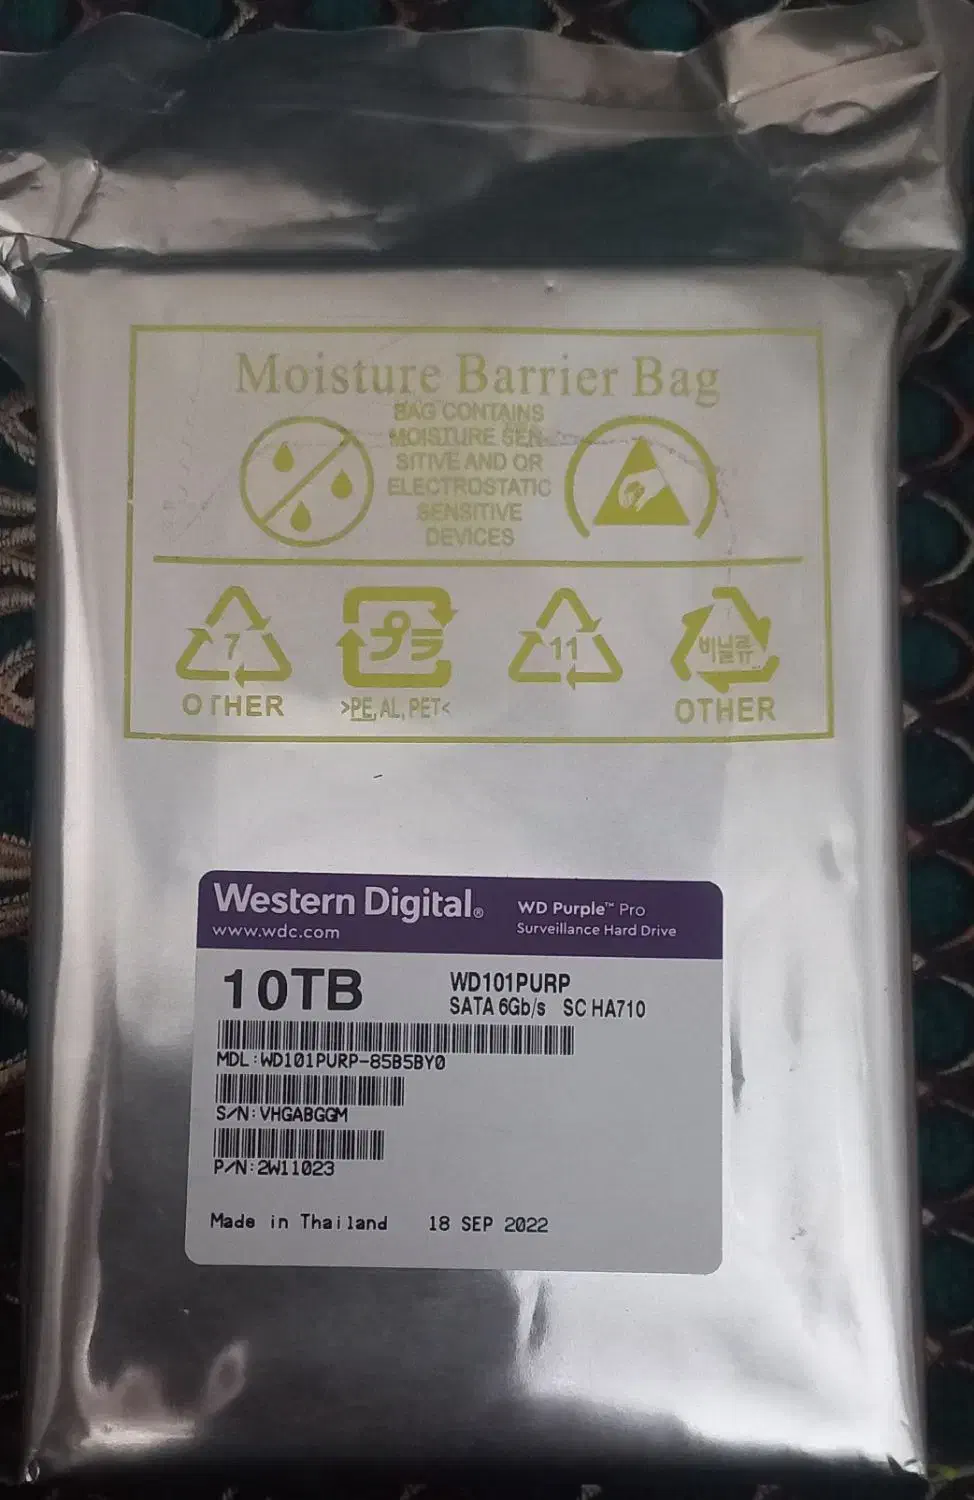 Moisture Barrier Bag
BAG CONTAINS
MOISTURE SEN-
SITIVE AND OR
ELECTROSTATIC
SENSITIVE
DEVICES
7
OTHER
プラ
>PE, AL, PET<
11
비닐류
OTHER
Western Digital®
www.wdc.com
WD Purple™ Pro
Surveillance Hard Drive
10TB
WD101PURP
SATA 6Gb/s SC HA710
MDL:WD101PURP-85B5BY0
S/N:VHGABGGM
P/N:2W11023
Made in Thailand 18 SEP 2022